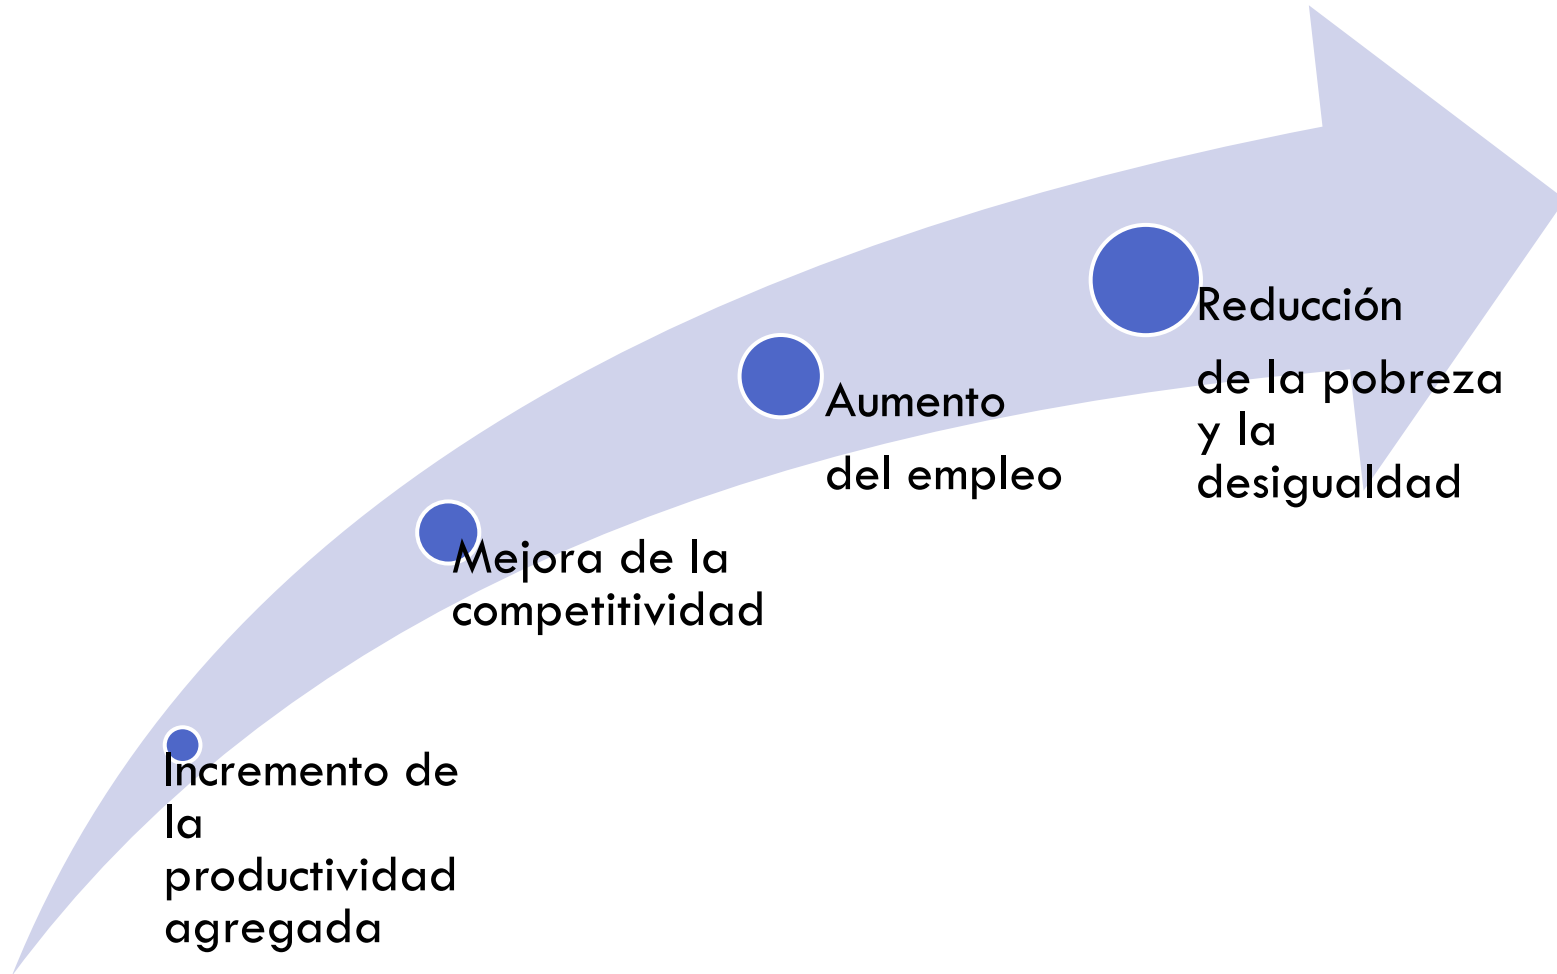 Incremento de
la
productividad
agregada
Mejora de la
competitividad
Aumento
del empleo
Reducción
de la pobreza
y la
desigualdad